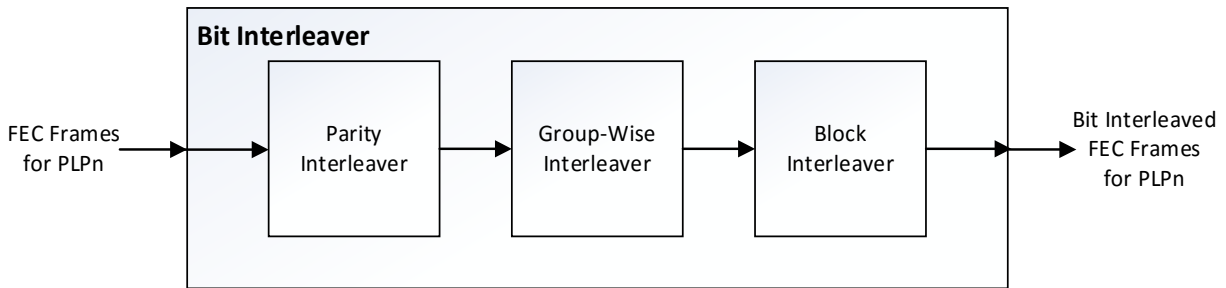 Bit Interleaver
FEC Frames
for PLPn
Parity
Interleaver
Group-Wise
Interleaver
Block
Interleaver
Bit Interleaved
FEC Frames
for PLPn